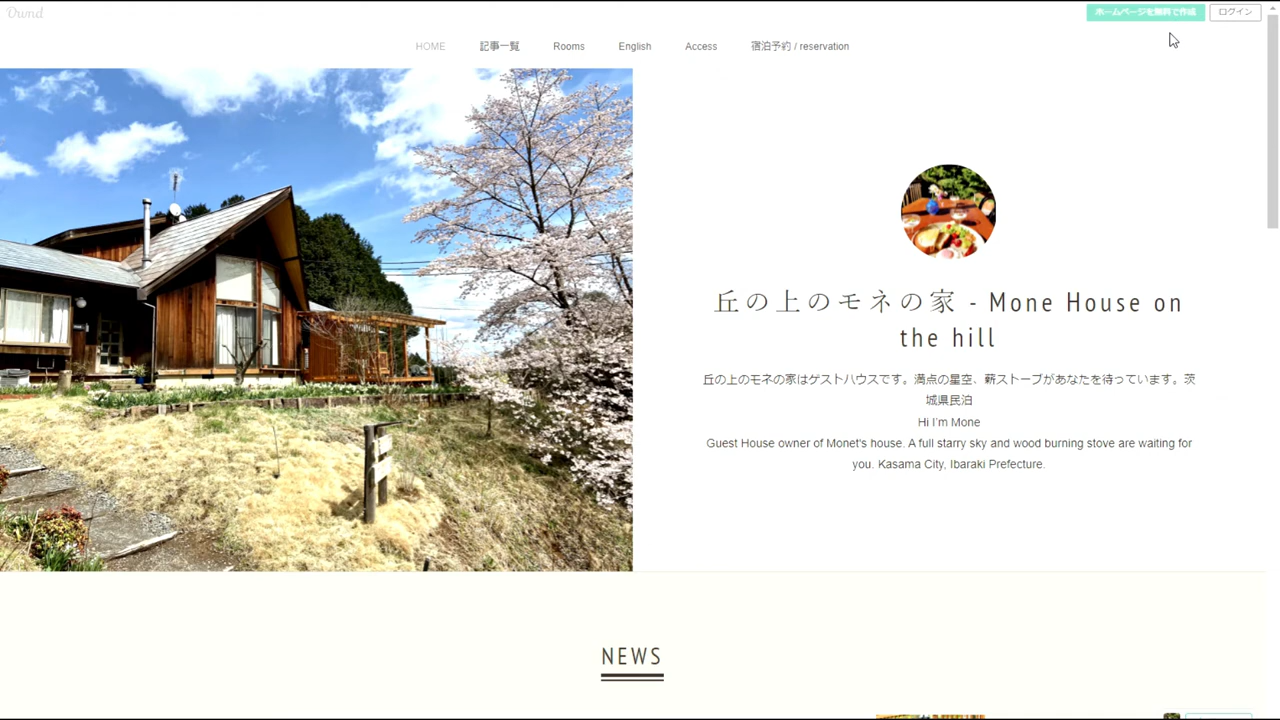 Ownd
ホームページを無料で作成
ログイン
HOME
記事一覧
Rooms
English
Access
宿泊予約 / reservation
丘の上のモネの家 - Mone House on
the hill
丘の上のモネの家はゲストハウスです。満点の星空、薪ストーブがあなたを待っています。茨
城県民泊
Hi I'm Mone
Guest House owner of Monet's house. A full starry sky and wood burning stove are waiting for
you. Kasama City, Ibaraki Prefecture.
NEWS